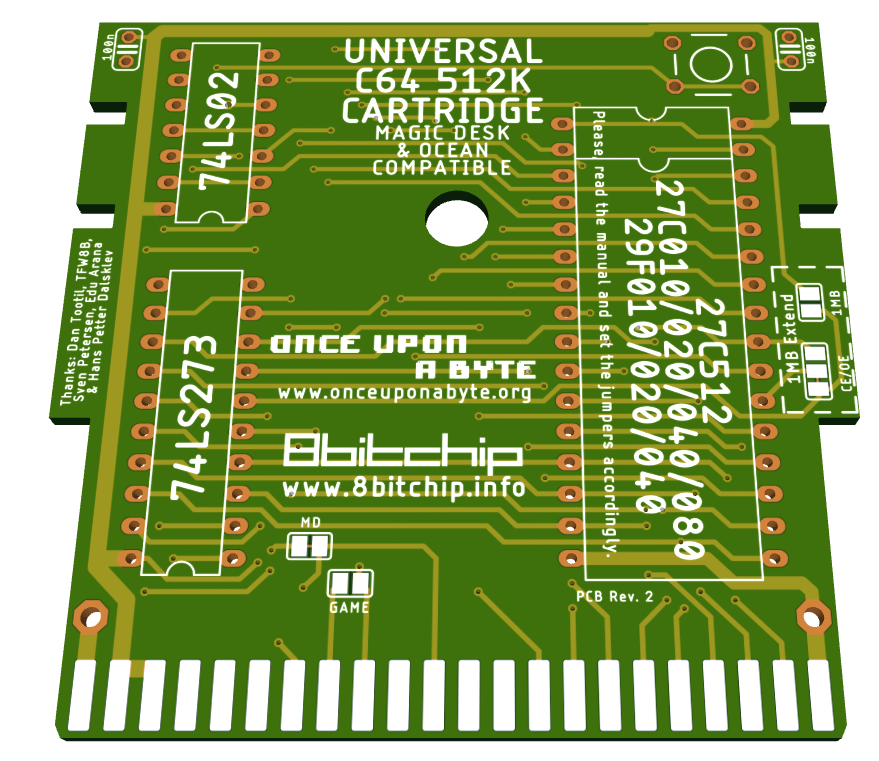 100n
UNIVERSAL
C64 512K
CARTRIDGE
MAGIC DESK
& OCEAN
COMPATIBLE
100n
74LS02
Please read the manual and set the jumpers accordingly.
27C512
27C010/020/040/080
29F010/020/040
1MB
1MB Extend
CE/OE
Thanks: Dan Tootil, TFW8B,
Sven Petersen, Edu Arana
& Hans Petter Dalsklev
74LS273
ONCE UPON
A BYTE
www.onceuponabyte.org
8bitchip
www.8bitchip.info
MD
GAME
PCB Rev. 2